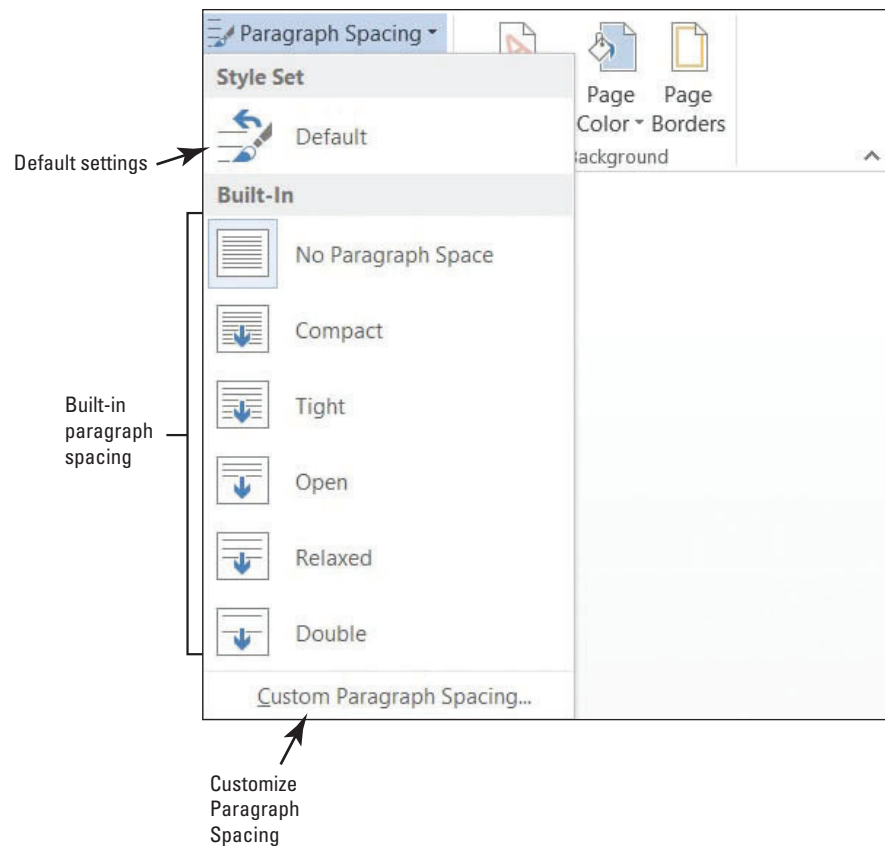 Paragraph Spacing
Style Set
Default
Built-In
No Paragraph Space
Compact
Tight
Open
Relaxed
Double
Custom Paragraph Spacing...
Page
Color
Page
Borders
Background
Default settings
Built-in
paragraph
spacing
Customize
Paragraph
Spacing